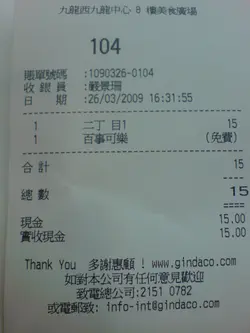 九龍西九龍中心 8 樓美食廣場
104
賬單號碼 :1090326-0104
收 銀 員 :嚴景珊
日 期 :26/03/2009 16:31:55
1 二丁 目1 15
1 百事可樂 (免費)
合計 15
總數 15
現金 15.00
實收現金 15.00
Thank You 多謝惠顧 ! www.gindaco.com
如對本公司有任何意見歡迎
致電總公司:2151 0782
或電郵致: info-int@gindaco.com